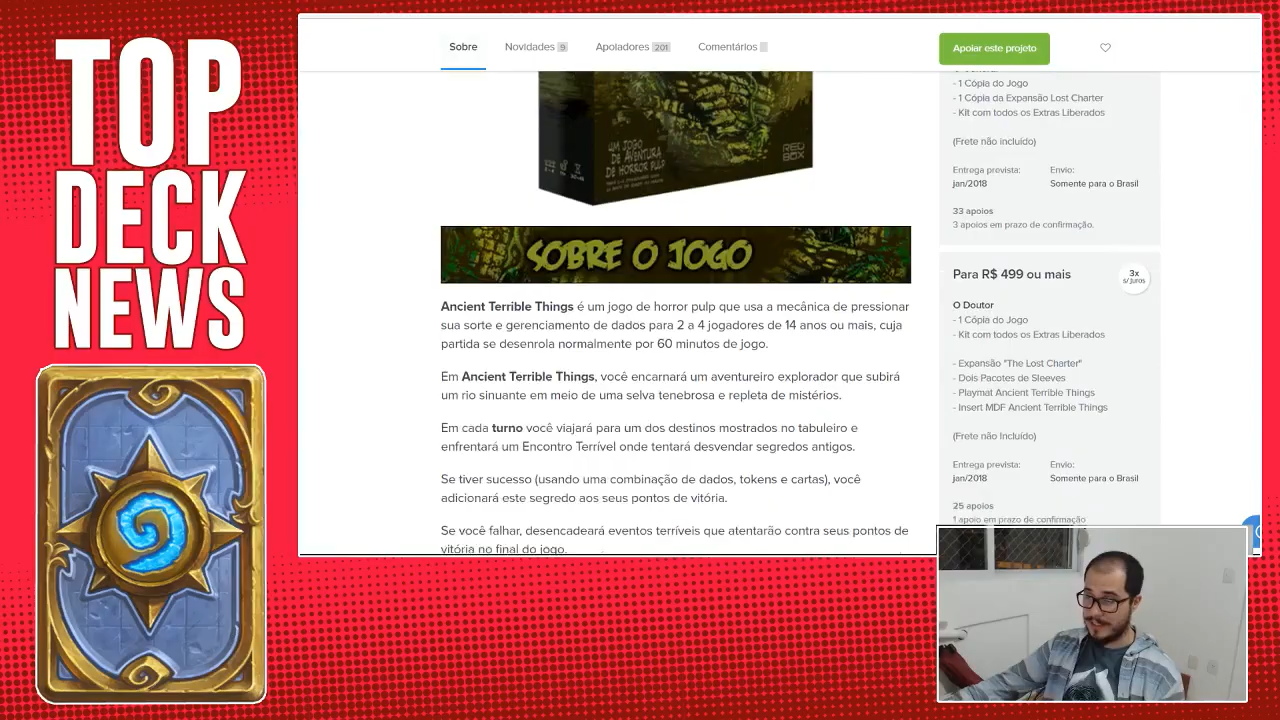 TOP
DECK
NEWS
Sobre
Novidades 9
Apoiadores 201
Comentários
Apoiar este projeto
UM JOGO
DE AVENTURA
DE HORROR PULP
RED
BOX
SOBRE O JOGO
Ancient Terrible Things é um jogo de horror pulp que usa a mecânica de pressionar
sua sorte e gerenciamento de dados para 2 a 4 jogadores de 14 anos ou mais, cuja
partida se desenrola normalmente por 60 minutos de jogo.
Em Ancient Terrible Things, você encarnará um aventureiro explorador que subirá
um rio sinuante em meio de uma selva tenebrosa e repleta de mistérios.
Em cada turno você viajará para um dos destinos mostrados no tabuleiro e
enfrentará um Encontro Terrível onde tentará desvendar segredos antigos.
Se tiver sucesso (usando uma combinação de dados, tokens e cartas), você
adicionará este segredo aos seus pontos de vitória.
Se você falhar, desencadeará eventos terríveis que atentarão contra seus pontos de
vitória no final do jogo.
- 1 Cópia do Jogo
- 1 Cópia da Expansão Lost Charter
- Kit com todos os Extras Liberados
(Frete não incluído)
Entrega prevista:
jan/2018
Envio:
Somente para o Brasil
33 apoios
3 apoios em prazo de confirmação.
Para R$ 499 ou mais
3x
s/ juros
O Doutor
- 1 Cópia do Jogo
- Kit com todos os Extras Liberados
- Expansão "The Lost Charter"
- Dois Pacotes de Sleeves
- Playmat Ancient Terrible Things
- Insert MDF Ancient Terrible Things
(Frete não Incluído)
Entrega prevista:
jan/2018
Envio:
Somente para o Brasil
25 apoios
1 apoio em prazo de confirmação